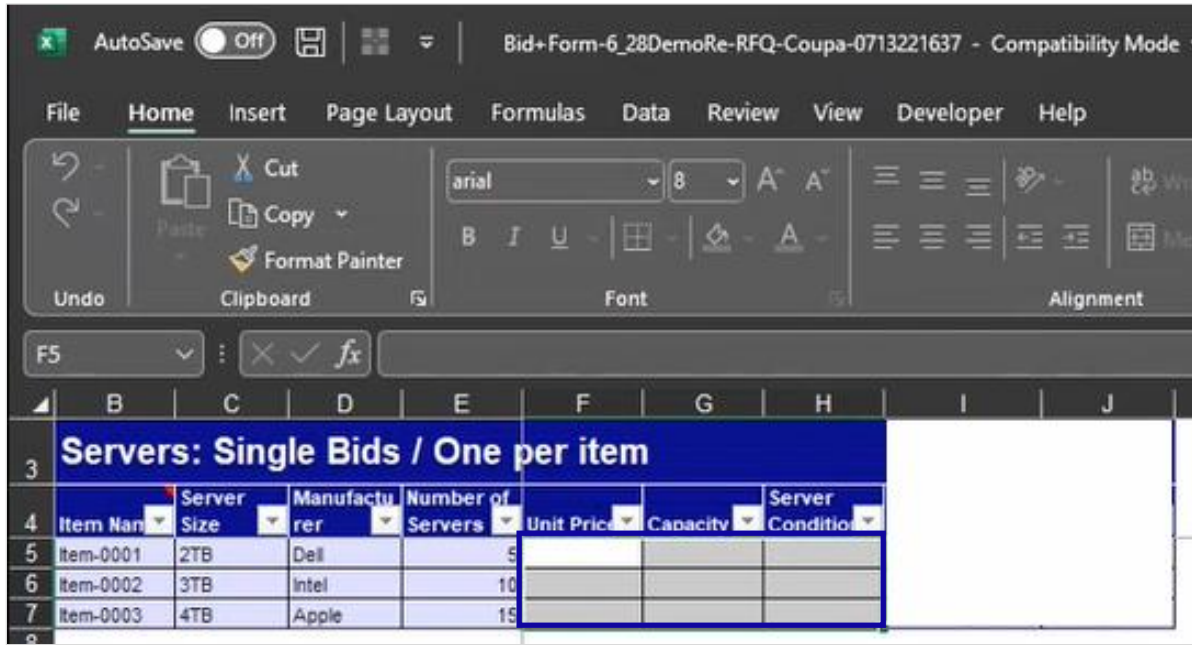 AutoSave Off Bid+Form-6_28DemoRe-RFQ-Coupa-0713221637 - Compatibility Mode
File Home Insert Page Layout Formulas Data Review View Developer Help
Cut
Copy
Paste
Format Painter
arial 8 A A
B I U A
ab
Undo Clipboard Font Alignment
F5 fx
B C D E F G H I J
3 Servers: Single Bids / One per item
4 Item Nam Server Size Manufacturer Number of Servers Unit Price Capacity Server Condition
5 Item-0001 2TB Dell 5
6 Item-0002 3TB Intel 10
7 Item-0003 4TB Apple 15
8